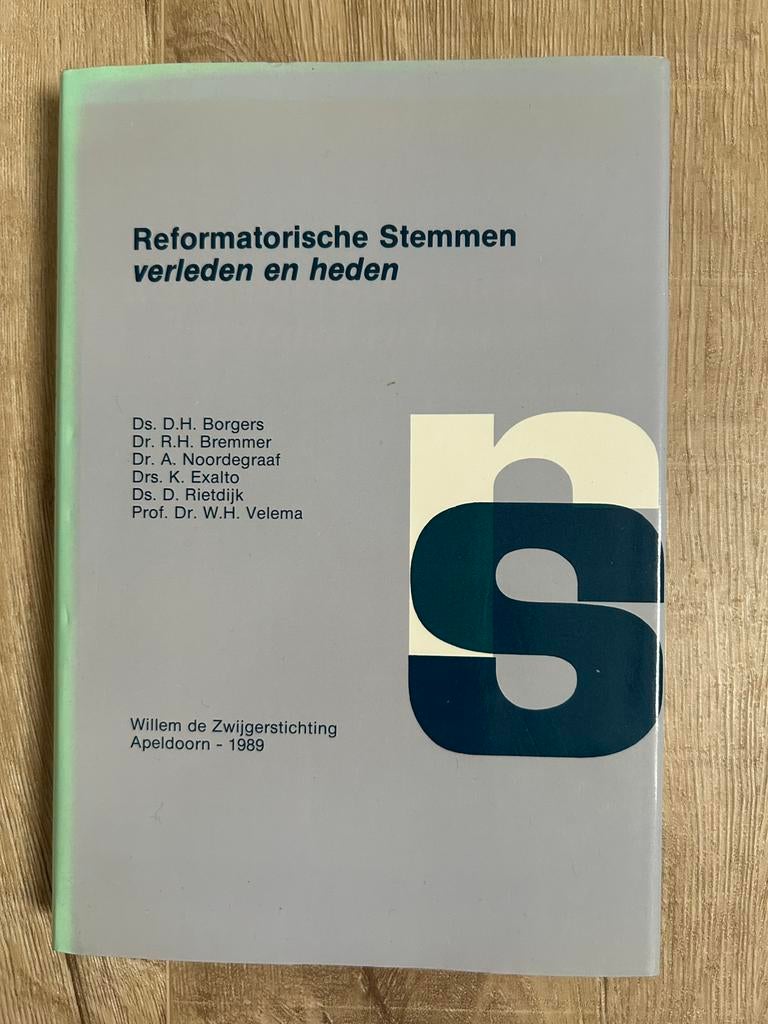 Reformatorische Stemmen
verleden en heden
Ds. D.H. Borgers
Dr. R.H. Bremmer
Dr. A. Noordegraaf
Drs. K. Exalto
Ds. D. Rietdijk
Prof. Dr. W.H. Velema
rs
Willem de Zwijgerstichting
Apeldoorn - 1989